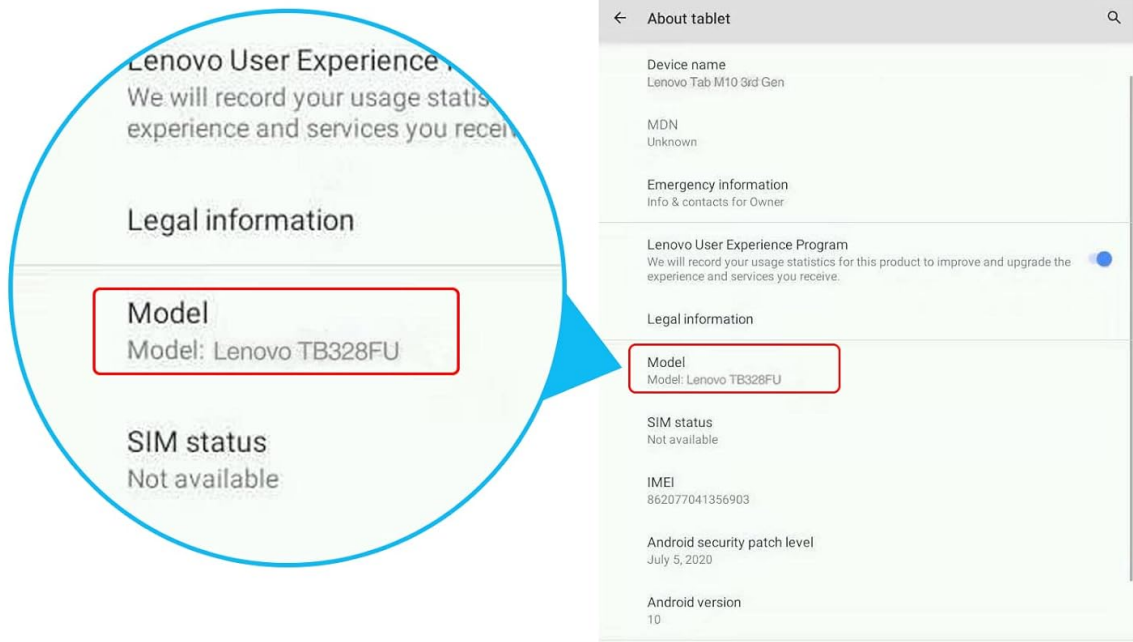 Lenovo User Experience
We will record your usage statis
experience and services you receiv
Legal information
Model
Model: Lenovo TB328FU
SIM status
Not available
About tablet
Device name
Lenovo Tab M10 3rd Gen
MDN
Unknown
Emergency information
Info & contacts for Owner
Lenovo User Experience Program
We will record your usage statistics for this product to improve and upgrade the
experience and services you receive.
Legal information
Model
Model: Lenovo TB328FU
SIM status
Not available
IMEI
862077041356903
Android security patch level
July 5, 2020
Android version
10